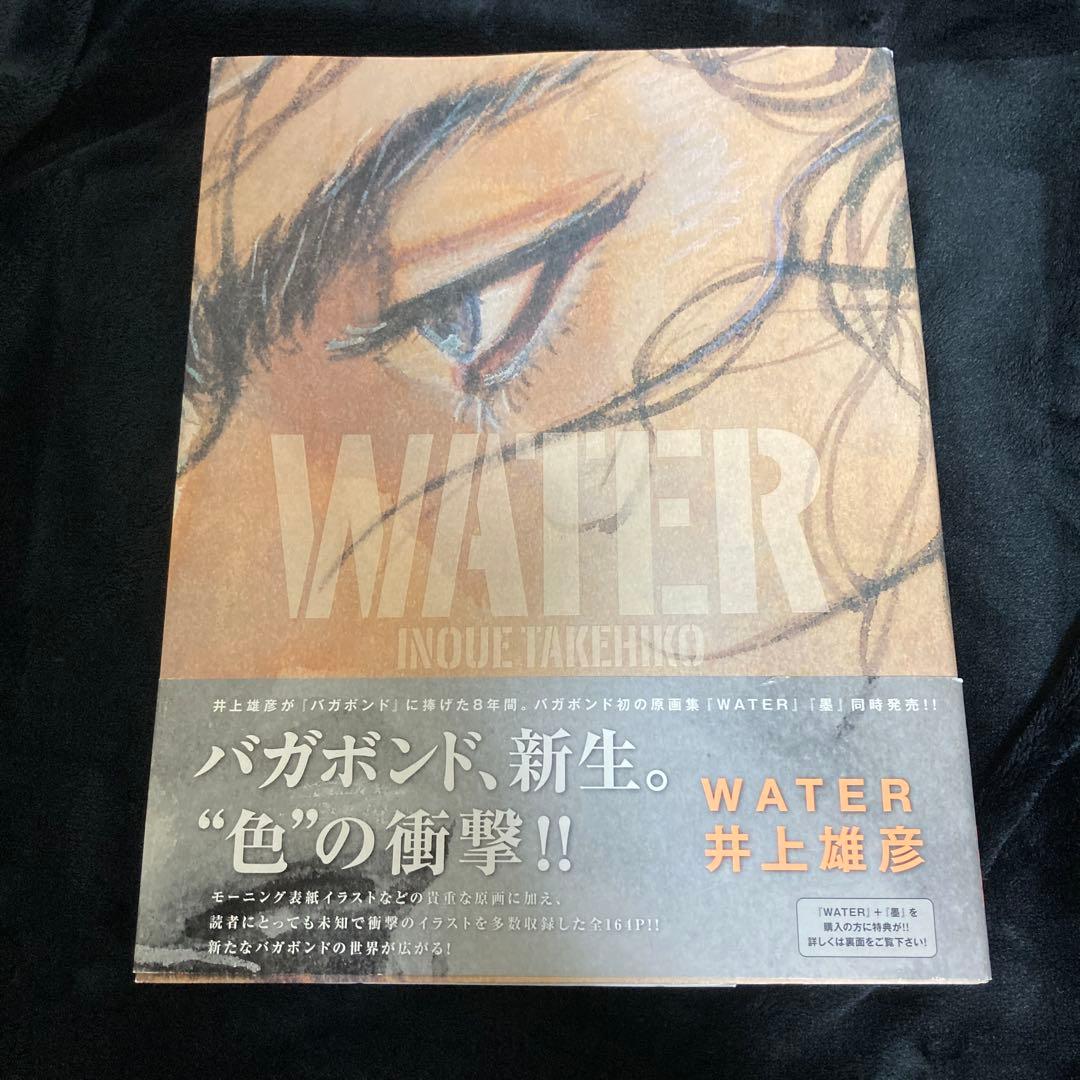 WATER
INOUE TAKEHIKO
井上雄彦が『バガボンド』に捧げた8年間。バガボンド初の原画集『WATER』『墨』同時発売!!
バガボンド、新生。
“色”の衝撃!!
WATER
井上雄彦
モーニング表紙イラストなどの貴重な原画に加え、
読者にとっても未知で衝撃のイラストを多数収録した全164P!!
新たなバガボンドの世界が広がる!
『WATER』+『墨』を
購入の方に特典が!!
詳しくは裏面をご覧下さい!